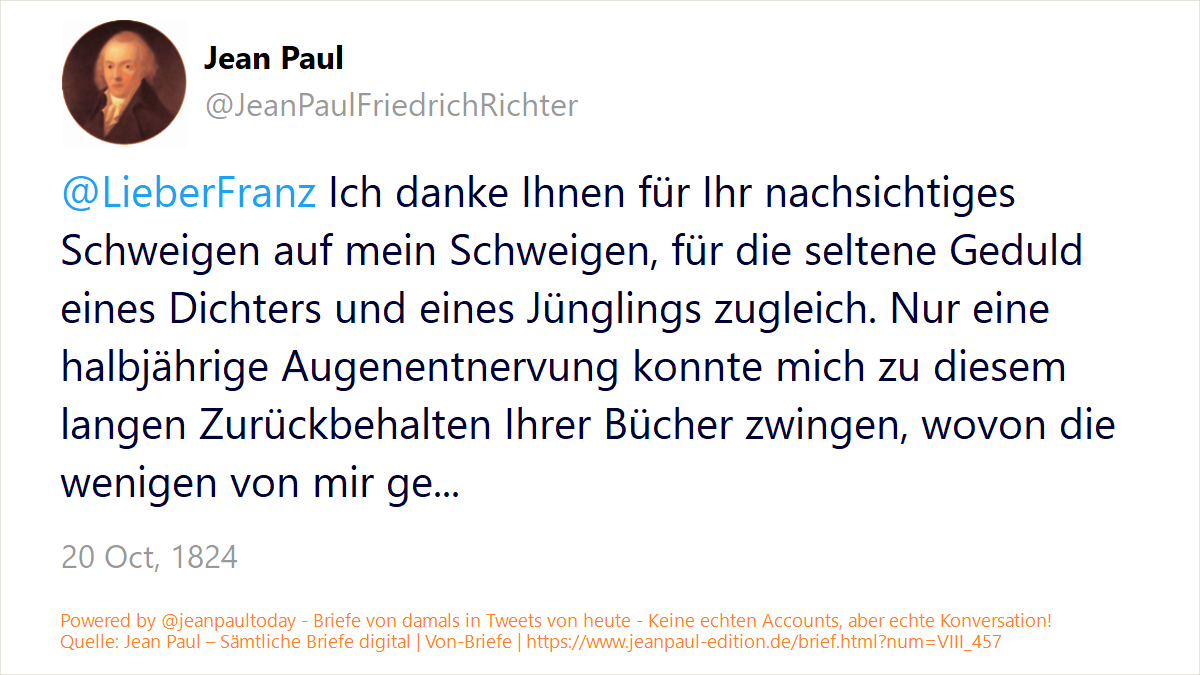 Jean Paul
@JeanPaulFriedrichRichter
@LieberFranz Ich danke Ihnen für Ihr nachsichtiges
Schweigen auf mein Schweigen, für die seltene Geduld
eines Dichters und eines Jünglings zugleich. Nur eine
halbjährige Augenentnervung konnte mich zu diesem
langen Zurückbehalten Ihrer Bücher zwingen, wovon die
wenigen von mir ge...
20 Oct, 1824
Powered by @jeanpaultoday - Briefe von damals in Tweets von heute - Keine echten Accounts, aber echte Konversation!
Quelle: Jean Paul – Sämtliche Briefe digital | Von-Briefe | https://www.jeanpaul-edition.de/brief.html?num=VIII_457